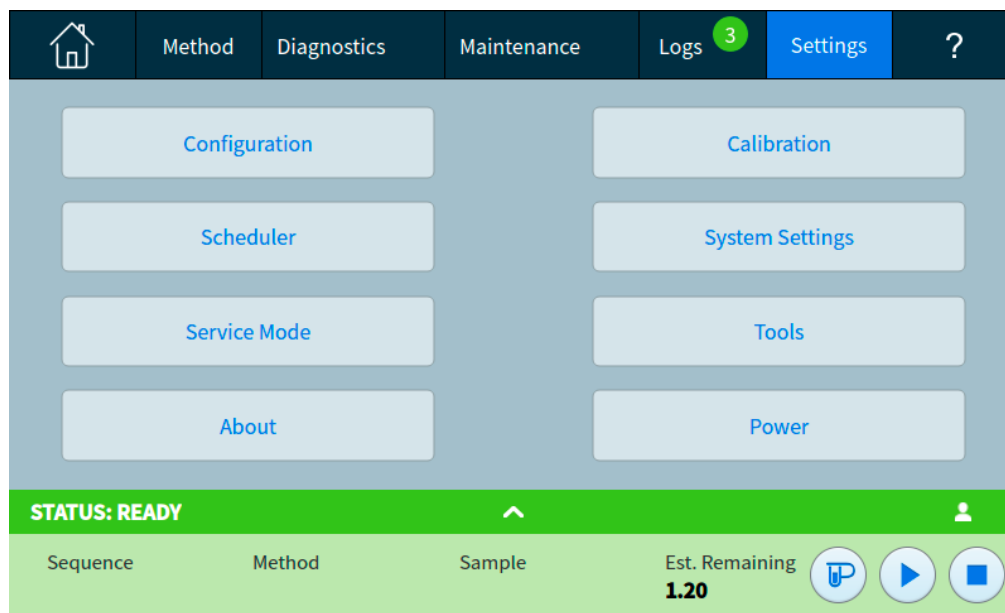 Method Diagnostics Maintenance Logs 3 Settings ?
Configuration Calibration
Scheduler System Settings
Service Mode Tools
About Power
STATUS: READY
Sequence Method Sample Est. Remaining
1.20